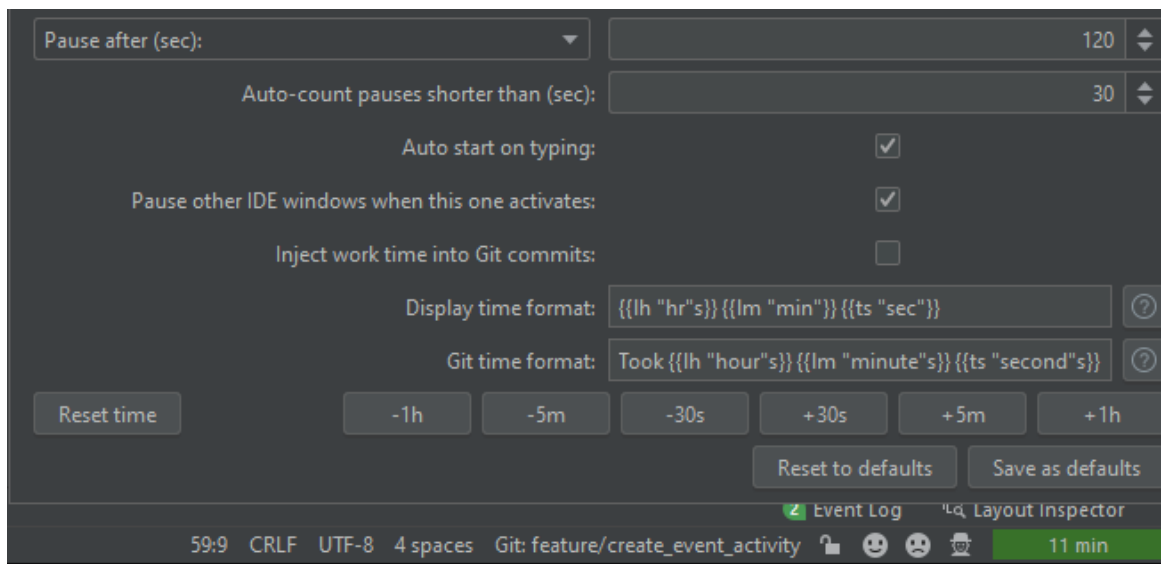 Pause after (sec): 120
Auto-count pauses shorter than (sec): 30
Auto start on typing:
Pause other IDE windows when this one activates:
Inject work time into Git commits:
Display time format: {{lh "hr"s}} {{lm "min"}} {{ts "sec"}}
Git time format: Took {{lh "hour"s}} {{lm "minute"s}} {{ts "second"s}}
Reset time -1h -5m -30s +30s +5m +1h
Reset to defaults Save as defaults
2 Event Log Layout Inspector
59:9 CRLF UTF-8 4 spaces Git: feature/create_event_activity 11 min